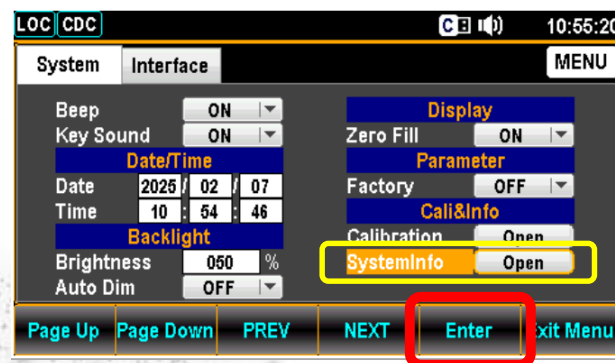 LOC CDC C 10:55:20
System Interface MENU
Beep ON
Key Sound ON
Date/Time
Date 2025 / 02 / 07
Time 10 : 54 : 46
Backlight
Brightness 050 %
Auto Dim OFF
Display
Zero Fill ON
Parameter
Factory OFF
Cali&Info
Calibration Open
SystemInfo Open
Page Up Page Down PREV NEXT Enter Exit Menu